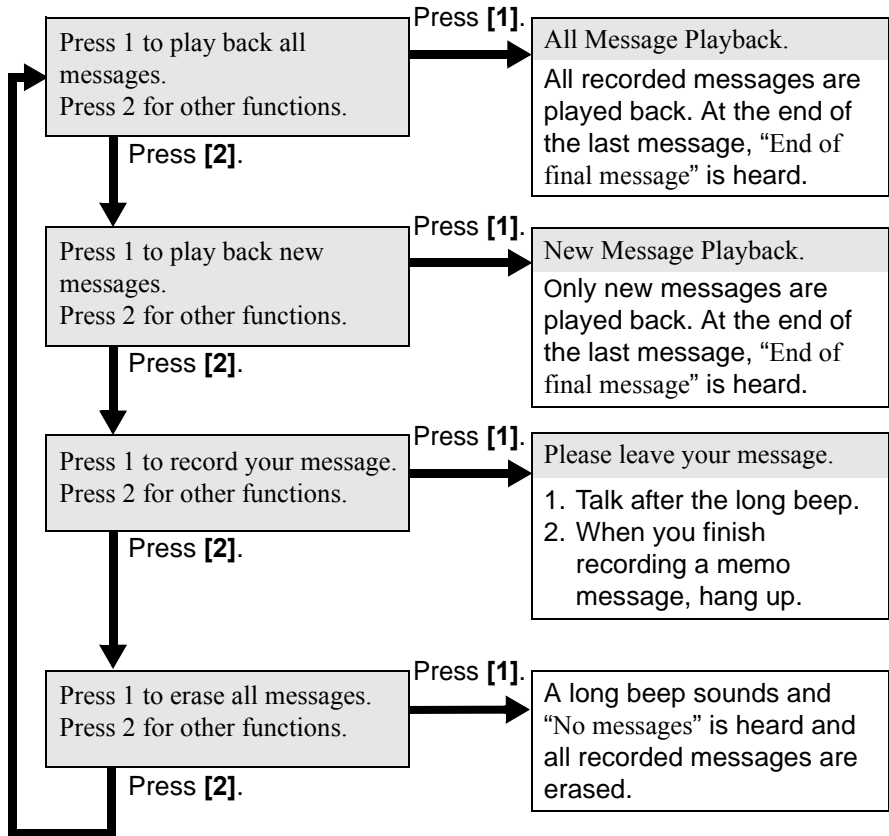 Press [1].
Press 1 to play back all
messages.
Press 2 for other functions.
All Message Playback.
All recorded messages are
played back. At the end of
the last message, “End of
final message” is heard.
Press [2].
Press [1].
Press 1 to play back new
messages.
Press 2 for other functions.
New Message Playback.
Only new messages are
played back. At the end of
the last message, “End of
final message” is heard.
Press [2].
Press [1].
Press 1 to record your message.
Press 2 for other functions.
Please leave your message.
1. Talk after the long beep.
2. When you finish
recording a memo
message, hang up.
Press [2].
Press [1].
Press 1 to erase all messages.
Press 2 for other functions.
A long beep sounds and
“No messages” is heard and
all recorded messages are
erased.
Press [2].